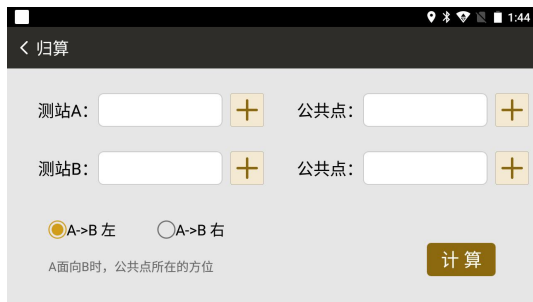 1:44
归算
测站A： 公共点：
测站B： 公共点：
A->B 左 A->B 右
A面向B时，公共点所在的方位
计 算